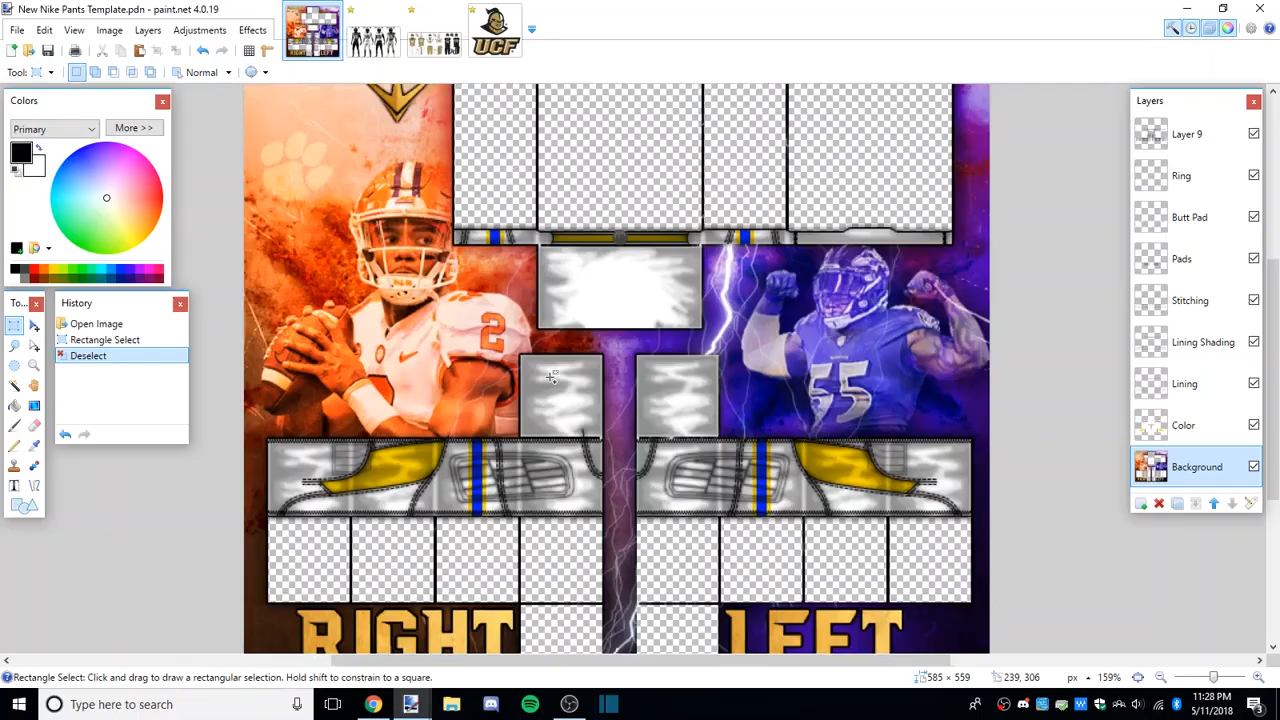 New Nike Pants Template.pdn - paint.net 4.0.19
File Edit View Image Layers Adjustments Effects
UCF
Tool: Normal
Colors
Primary
More >>
To...
History
Open Image
Rectangle Select
Deselect
Layers
Layer 9
Ring
Butt Pad
Pads
Stitching
Lining Shading
Lining
Color
Background
2
55
RIGHT LEFT
Rectangle Select: Click and drag to draw a rectangular selection. Hold shift to constrain to a square.
585 × 559
239, 306
px
159%
Type here to search
11:28 PM
5/11/2018